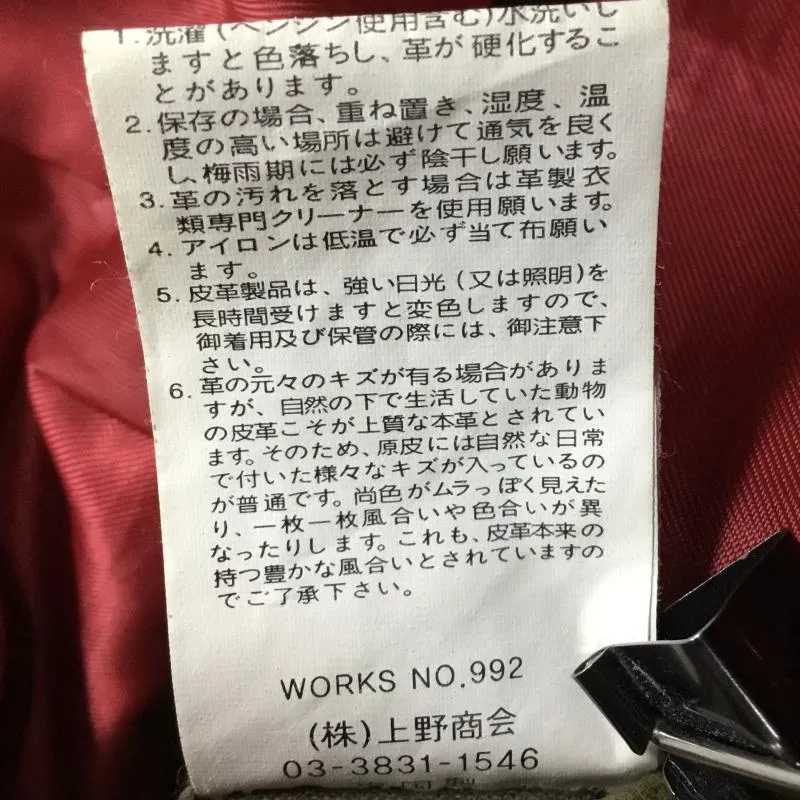 1. 洗濯(ベンジン使用含む)水洗いし
ますと色落ちし、革が硬化するこ
とがあります。
2. 保存の場合、重ね置き、湿度、温
度の高い場所は避けて通気を良く
し、梅雨期には必ず陰干し願います。
3. 革の汚れを落とす場合は革製衣
類専門クリーナーを使用願います。
4. アイロンは低温で必ず当て布願い
ます。
5. 皮革製品は、強い日光(又は照明)を
長時間受けますと変色しますので、
御着用及び保管の際には、御注意下
さい。
6. 革の元々のキズが有る場合がありま
すが、自然の下で生活していた動物
の皮革こそが上質な本革とされてい
ます。そのため、原皮には自然な日常
で付いた様々なキズが入っているの
が普通です。尚色がムラっぽく見えた
り、一枚一枚風合いや色合いが異
なったりします。これも、皮革本来の
持つ豊かな風合いとされていますの
でご了承下さい。
WORKS NO.992
(株)上野商会
03-3831-1546